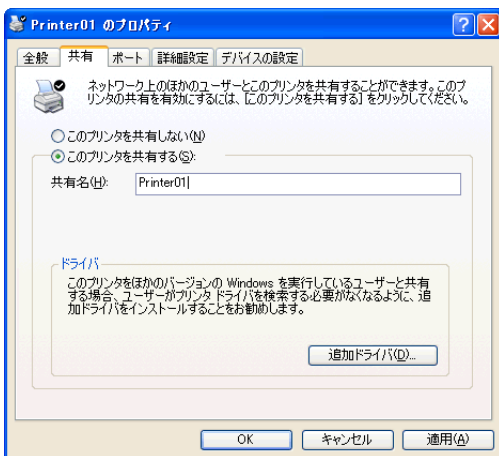 Printer01 のプロパティ
全般 共有 ポート 詳細設定 デバイスの設定
ネットワーク上のほかのユーザーとこのプリンタを共有することができます。このプ
リンタの共有を有効にするには、[このプリンタを共有する] をクリックしてください。
このプリンタを共有しない(N)
このプリンタを共有する(S):
共有名(H): Printer01
ドライバ
このプリンタをほかのバージョンの Windows を実行しているユーザーと共有
する場合、ユーザーがプリンタ ドライバを検索する必要がなくなるように、追
加ドライバをインストールすることをお勧めします。
追加ドライバ(D)...
OK キャンセル 適用(A)